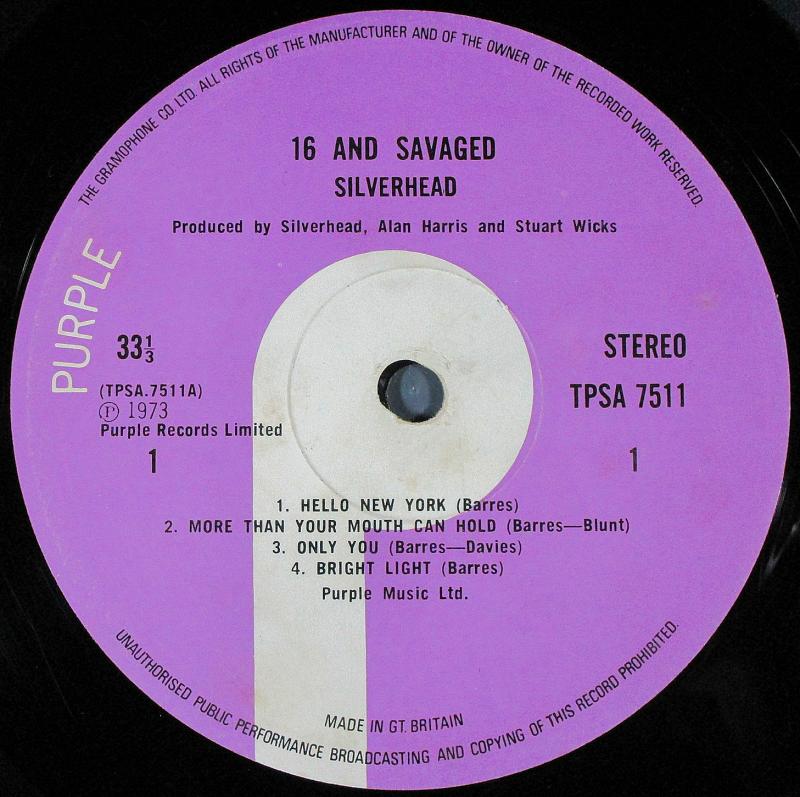 THE GRAMOPHONE CO. LTD. ALL RIGHTS OF THE MANUFACTURER AND OF THE OWNER OF THE RECORDED WORK RESERVED.
16 AND SAVAGED
SILVERHEAD
Produced by Silverhead, Alan Harris and Stuart Wicks
PURPLE
33⅓
STEREO
(TPSA.7511A)
TPSA 7511
℗ 1973
Purple Records Limited
1
1
1. HELLO NEW YORK (Barres)
2. MORE THAN YOUR MOUTH CAN HOLD (Barres—Blunt)
3. ONLY YOU (Barres—Davies)
4. BRIGHT LIGHT (Barres)
Purple Music Ltd.
MADE IN GT. BRITAIN
UNAUTHORISED PUBLIC PERFORMANCE BROADCASTING AND COPYING OF THIS RECORD PROHIBITED.